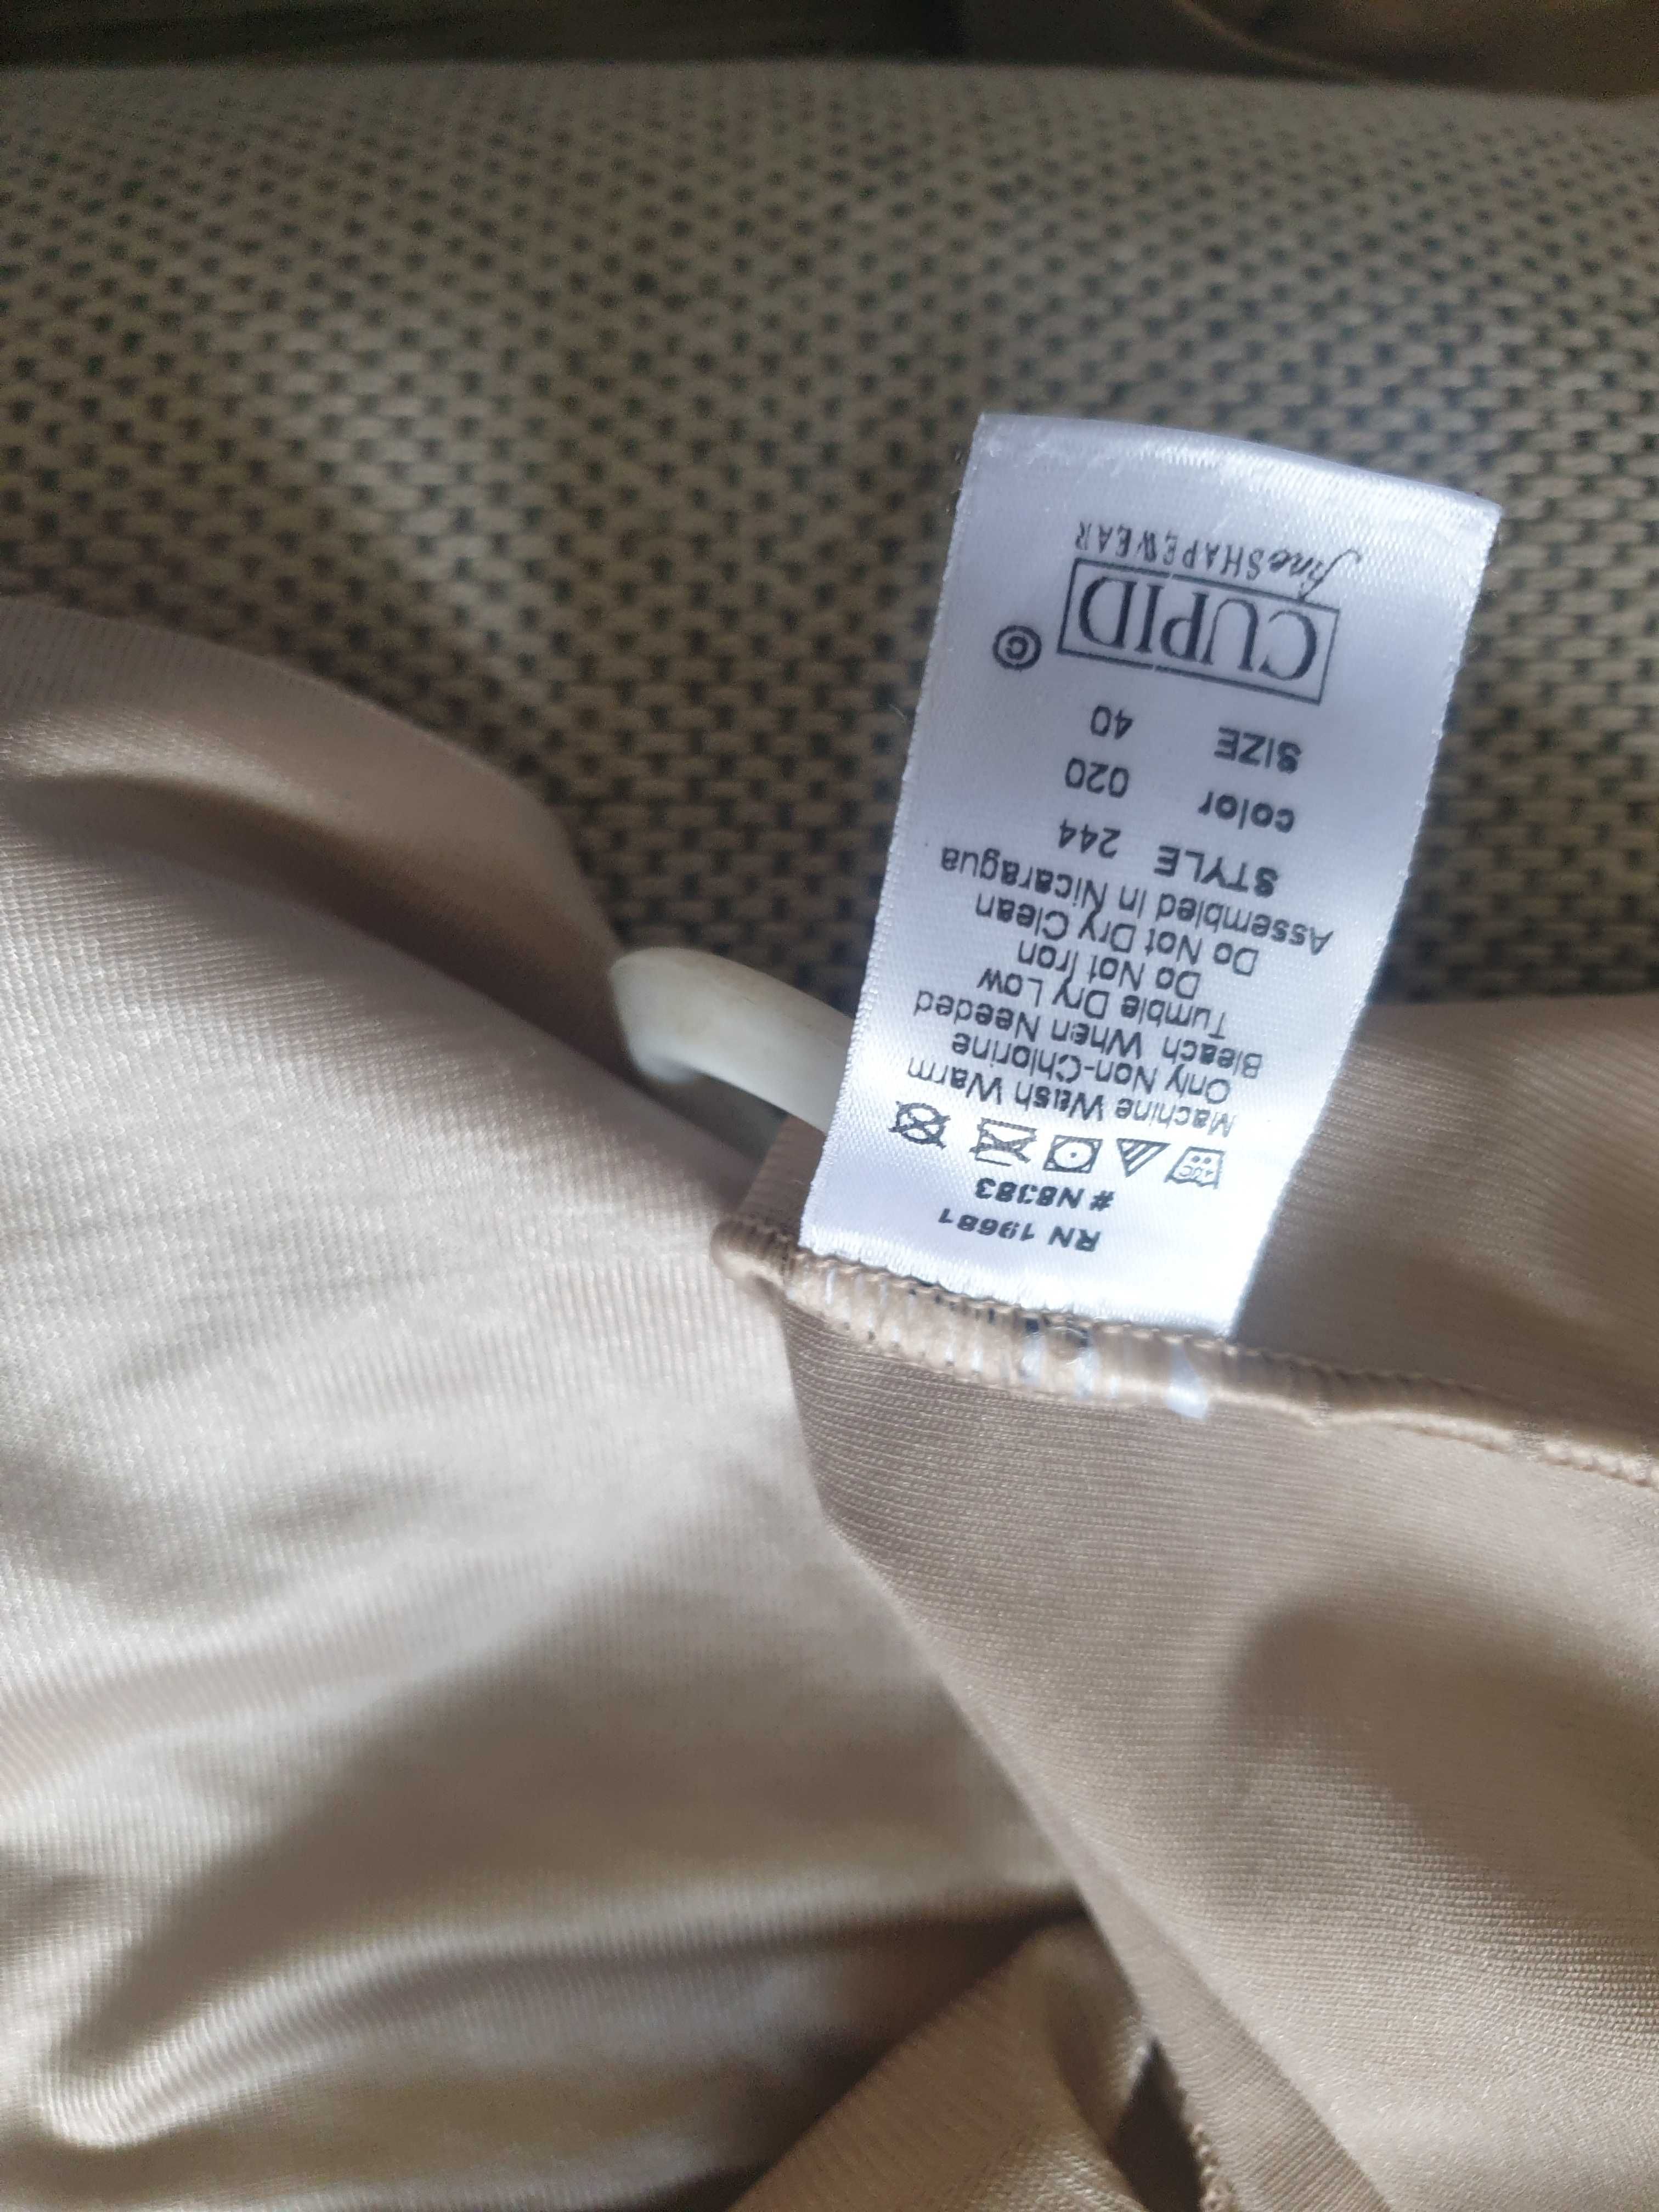 fine SHAPEWEAR
CUPID ©
SIZE 40
color 020
STYLE 244
Assembled in Nicaragua
Do Not Dry Clean
Do Not Iron
Tumble Dry Low
Bleach When Needed
Only Non-Chlorine
Machine Wash Warm
# N8383
RN 19681